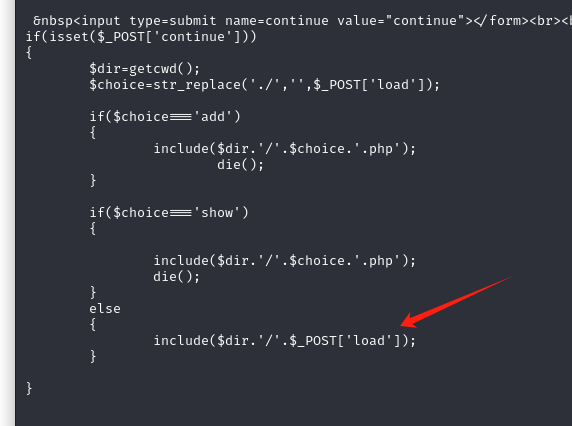 &nbsp<input type=submit name=continue value="continue"></form><br><b
if(isset($_POST['continue']))
{
$dir=getcwd();
$choice=str_replace('./','',$_POST['load']);
if($choice==='add')
{
include($dir.'/'.$choice.'.php');
die();
}
if($choice==='show')
{
include($dir.'/'.$choice.'.php');
die();
}
else
{
include($dir.'/'.$_POST['load']);
}
}